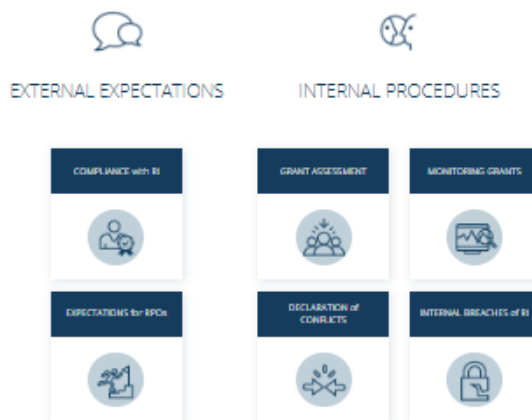 EXTERNAL EXPECTATIONS
INTERNAL PROCEDURES
COMPLIANCE with RI
GRANT ASSESSMENT
MONITORING GRANTS
EXPECTATIONS for RPOs
DECLARATION of
CONFLICTS
INTERNAL BREACHES of RI